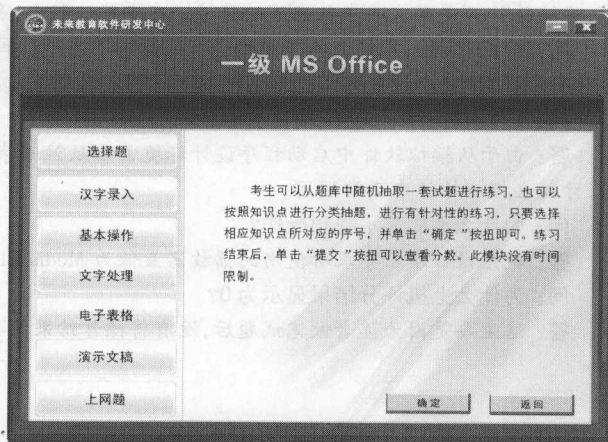 未来教育软件研发中心
一级 MS Office
选择题
汉字录入
基本操作
文字处理
电子表格
演示文稿
上网题
考生可以从题库中随机抽取一套试题进行练习，也可以
按照知识点进行分类抽题，进行有针对性的练习，只要选择
相应知识点所对应的序号，并单击“确定”按扭即可。练习
结束后，单击“提交”按扭可以查看分数。此模块没有时间
限制。
确定
返回